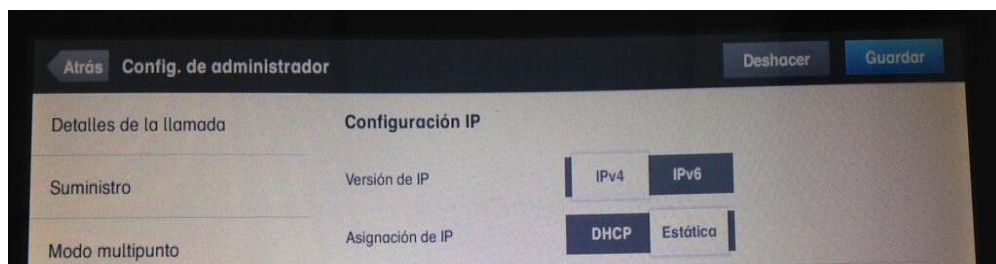 Atrás Config. de administrador Deshacer Guardar
Detalles de la llamada Configuración IP
Suministro Versión de IP IPv4 IPv6
Modo multipunto Asignación de IP DHCP Estática